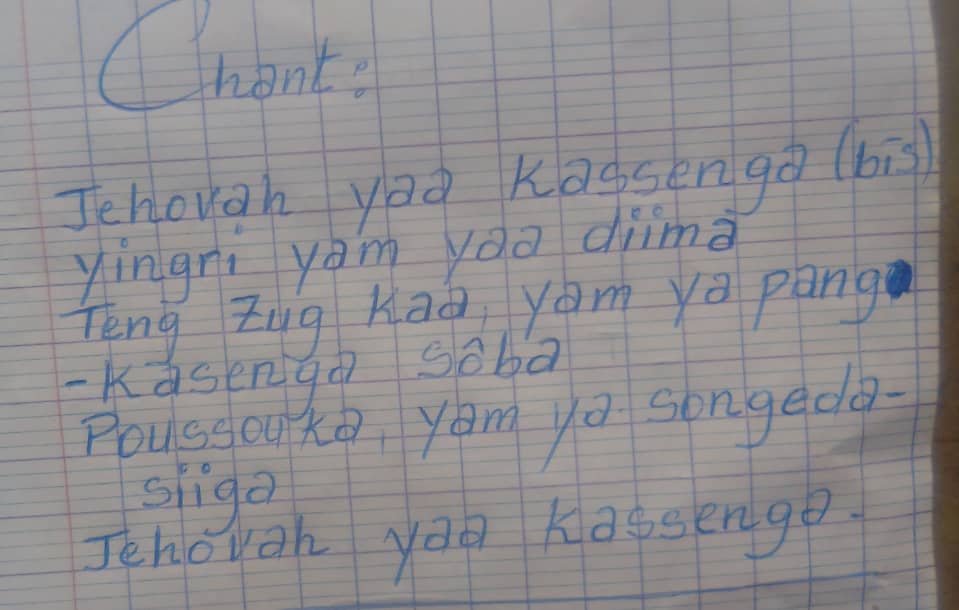 Chant:
Jehovah yaa Kassenga (bis)
yingri yam yaa diima
Teng Zug Kaa, yam ya pang
-Kasenga sôba
Poussouka, yam ya songeda-
siiga
Jehovah yaa Kassenga.